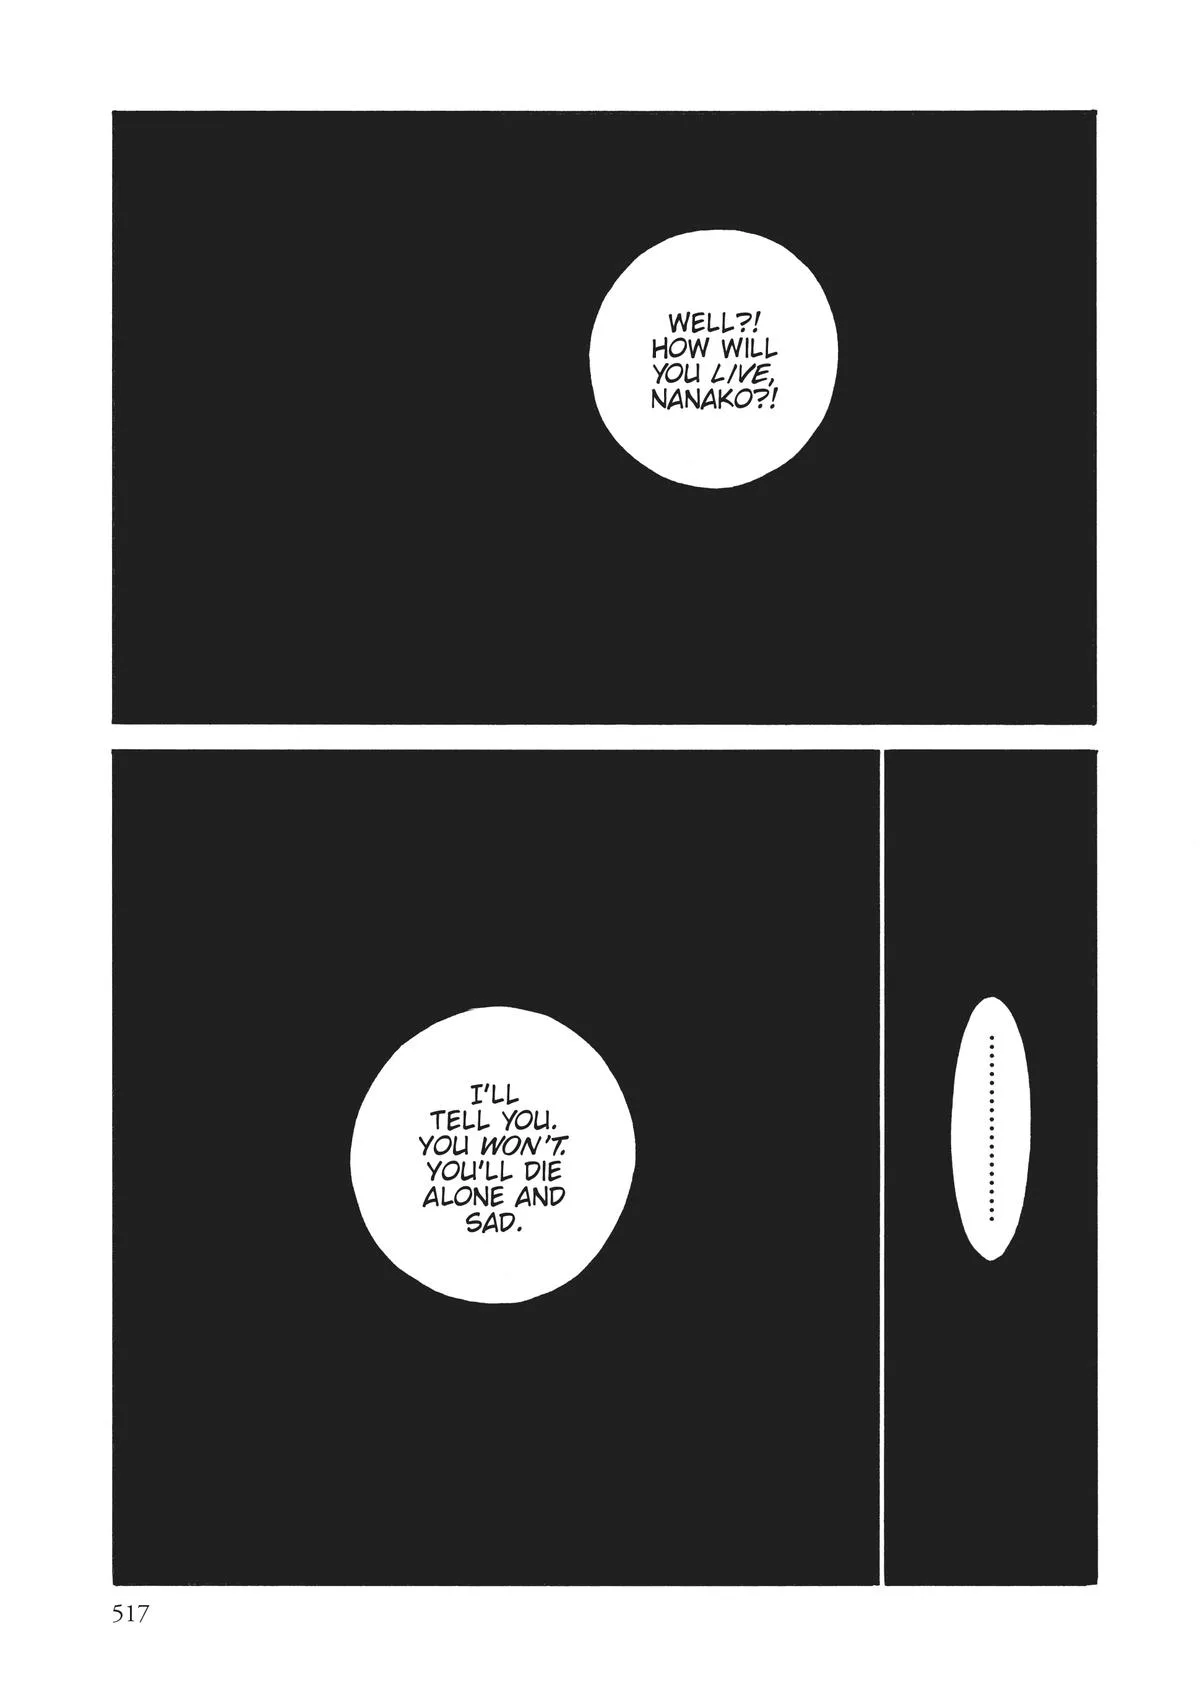 WELL?!
HOW WILL
YOU LIVE,
NANAKO?!
...................
I'LL
TELL YOU.
YOU WON'T.
YOU'LL DIE
ALONE AND
SAD.
517